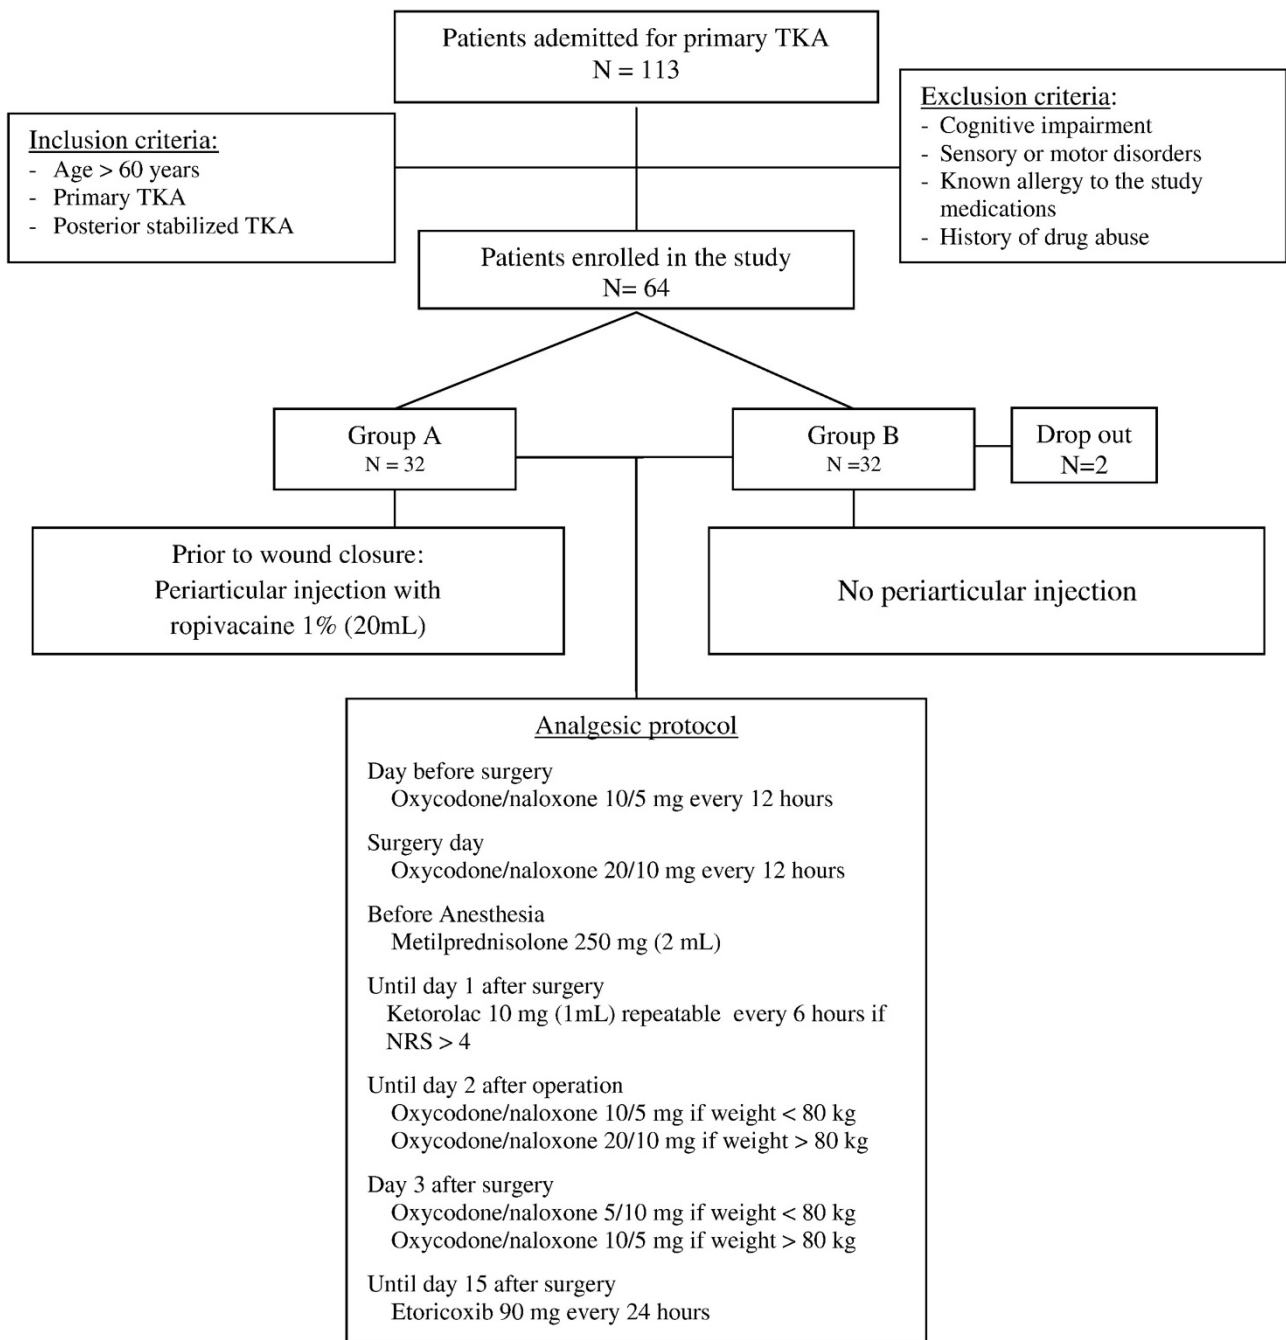 Patients ademitted for primary TKA
N = 113
Inclusion criteria:
- Age > 60 years
- Primary TKA
- Posterior stabilized TKA
Exclusion criteria:
- Cognitive impairment
- Sensory or motor disorders
- Known allergy to the study
medications
- History of drug abuse
Patients enrolled in the study
N= 64
Group A
N = 32
Group B
N =32
Drop out
N=2
Prior to wound closure:
Periarticular injection with
ropivacaine 1% (20mL)
No periarticular injection
Analgesic protocol
Day before surgery
Oxycodone/naloxone 10/5 mg every 12 hours
Surgery day
Oxycodone/naloxone 20/10 mg every 12 hours
Before Anesthesia
Metilprednisolone 250 mg (2 mL)
Until day 1 after surgery
Ketorolac 10 mg (1mL) repeatable every 6 hours if
NRS > 4
Until day 2 after operation
Oxycodone/naloxone 10/5 mg if weight < 80 kg
Oxycodone/naloxone 20/10 mg if weight > 80 kg
Day 3 after surgery
Oxycodone/naloxone 5/10 mg if weight < 80 kg
Oxycodone/naloxone 10/5 mg if weight > 80 kg
Until day 15 after surgery
Etoricoxib 90 mg every 24 hours